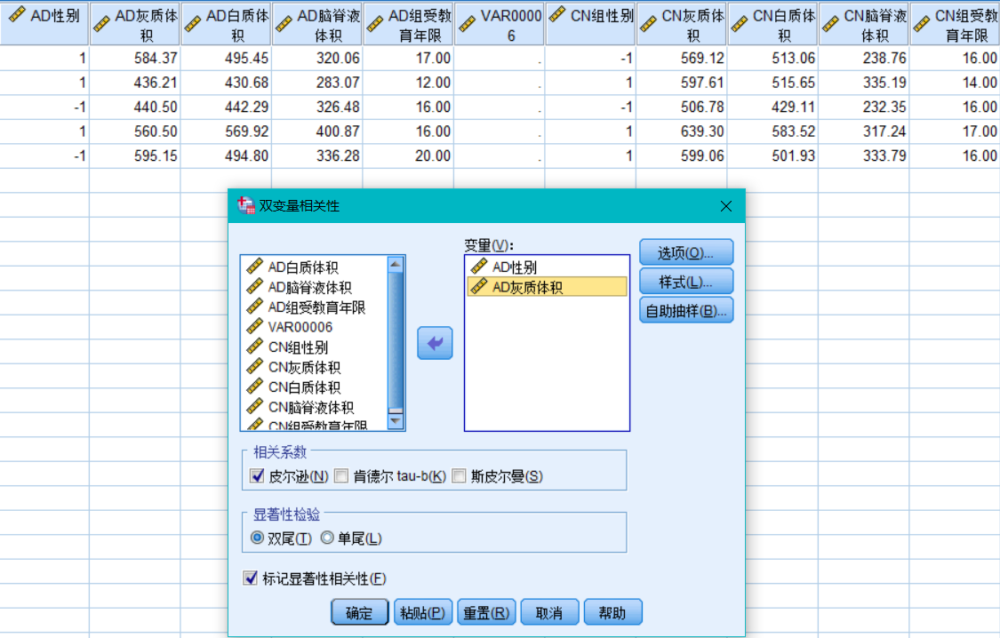 AD性别 AD灰质体积 AD白质体积 AD脑脊液体积 AD组受教育年限 VAR00006 CN组性别 CN灰质体积 CN白质体积 CN脑脊液体积 CN组受教育年限
1 584.37 495.45 320.06 17.00 . -1 569.12 513.06 238.76 16.00
1 436.21 430.68 283.07 12.00 . 1 597.61 515.65 335.19 14.00
-1 440.50 442.29 326.48 16.00 . -1 506.78 429.11 232.35 16.00
1 560.50 569.92 400.87 16.00 . 1 639.30 583.52 317.24 17.00
-1 595.15 494.80 336.28 20.00 . 1 599.06 501.93 333.79 16.00
双变量相关性
AD白质体积
AD脑脊液体积
AD组受教育年限
VAR00006
CN组性别
CN灰质体积
CN白质体积
CN脑脊液体积
CN组受教育年限
变量(V):
AD性别
AD灰质体积
选项(O)...
样式(L)...
自助抽样(B)...
相关系数
皮尔逊(N) 肯德尔 tau-b(K) 斯皮尔曼(S)
显著性检验
双尾(T) 单尾(L)
标记显著性相关性(F)
确定 粘贴(P) 重置(R) 取消 帮助